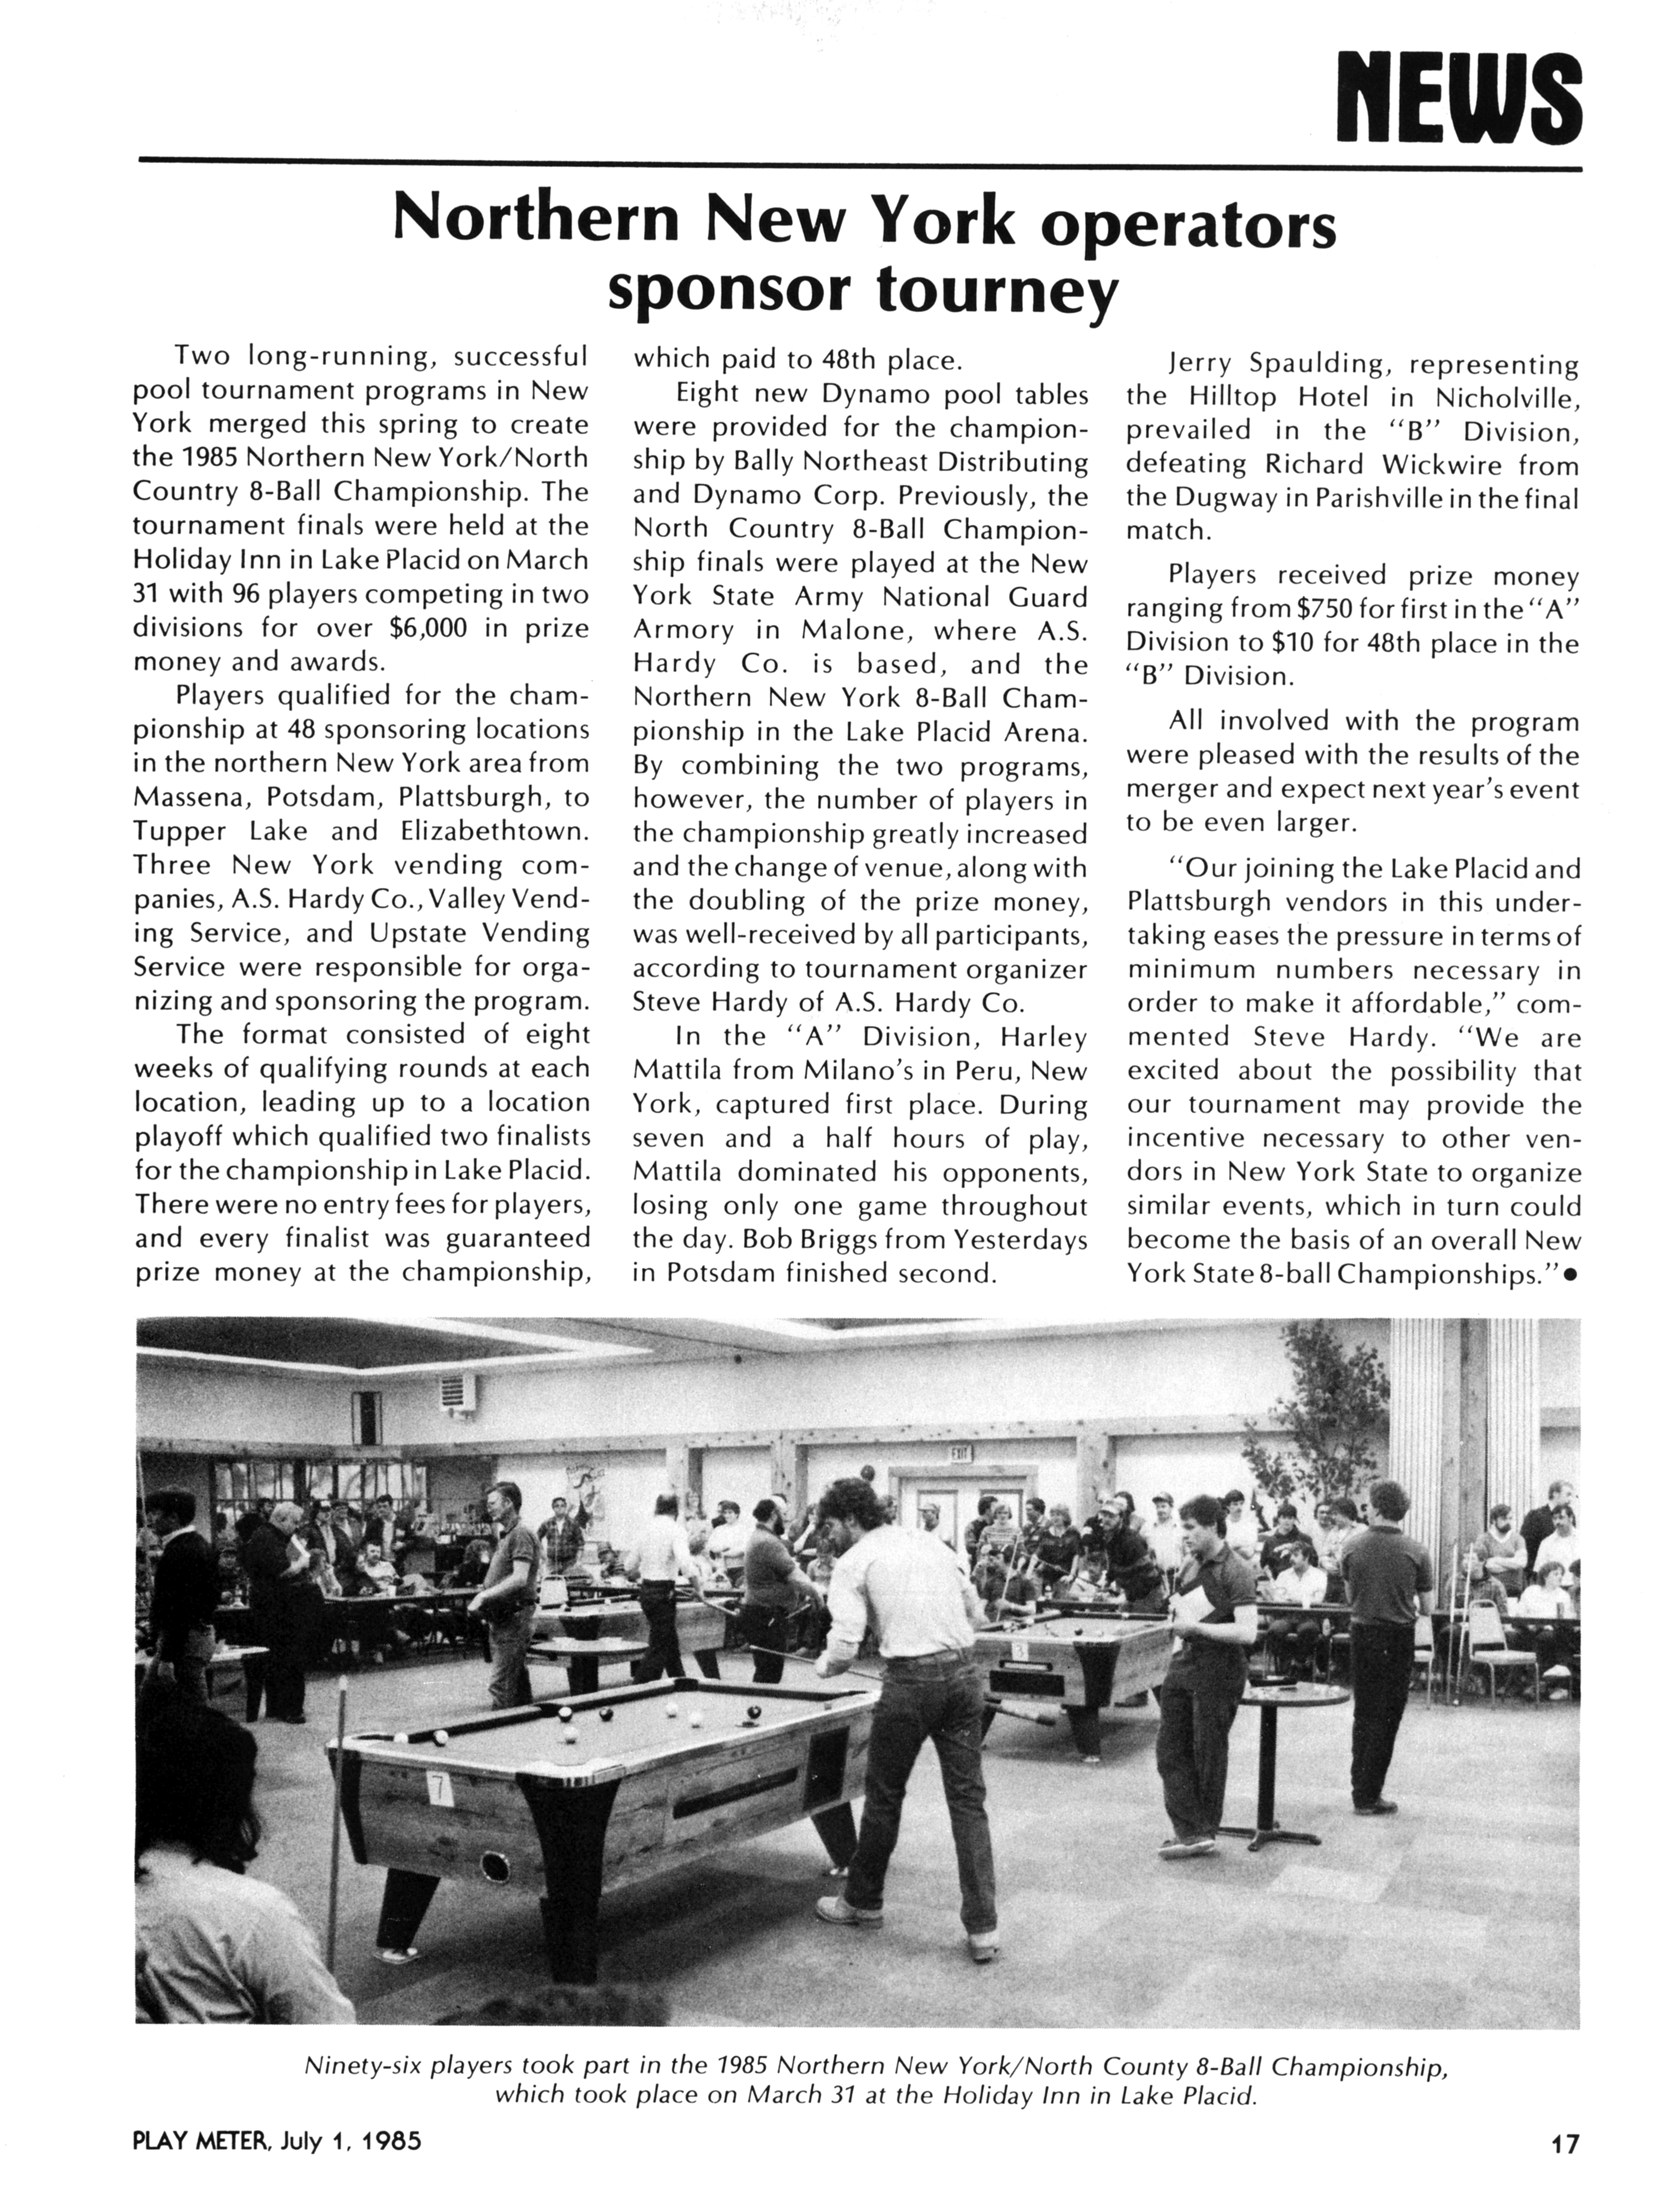 NEWS
Northern New York operators
sponsor tourney
Two long-running, successful
pool tournament programs in New
York merged this spring to create
the 1985 Northern New York/North
Country 8-Ball Championship. The
tournament finals were held at the
Holiday Inn in Lake Placid on March
31 with 96 players competing in two
divisions for over $6,000 in prize
money and awards.
Players qualified for the cham-
pionship at 48 sponsoring locations
in the northern New York area from
Massena, Potsdam, Plattsburgh, to
Tupper Lake and Elizabethtown.
Three New York vending com-
panies, A.S. Hardy Co., Valley Vend-
ing Service, and Upstate Vending
Service were responsible for orga-
nizing and sponsoring the program.
The format consisted of eight
weeks of qualifying rounds at each
location, leading up to a location
playoff which qualified two finalists
for the championship in Lake Placid.
There were no entry fees for players,
and every finalist was guaranteed
prize money at the championship,
which paid to 48th place.
Eight new Dynamo pool tables
were provided for the champion-
ship by Bally Northeast Distributing
and Dynamo Corp. Previously, the
North Country 8-Ball Champion-
ship finals were played at the New
York State Army National Guard
Armory in Malone, where A.S.
Hardy Co. is based, and the
Northern New York 8-Ball Cham-
pionship in the Lake Placid Arena.
By combining the two programs,
however, the number of players in
the championship greatly increased
and the change of venue, along with
the doubling of the prize money,
was well-received by all participants,
according to tournament organizer
Steve Hardy of A.S. Hardy Co.
In the "A" Division, Harley
Mattila from Milano's in Peru, New
York, captured first place. During
seven and a half hours of play,
Mattila dominated his opponents,
losing only one game throughout
the day. Bob Briggs from Yesterdays
in Potsdam finished second.
Jerry Spaulding, representing
the Hilltop Hotel in Nicholville,
prevailed in the "B" Division,
defeating Richard Wickwire from
the Dugway in Parishville in the final
match.
Players received prize money
ranging from $750 for first in the "A"
Division to $10 for 48th place in the
"B" Division.
All involved with the program
were pleased with the results of the
merger and expect next year's event
to be even larger.
"Our joining the Lake Placid and
Plattsburgh vendors in this under-
taking eases the pressure in terms of
minimum numbers necessary in
order to make it affordable," com-
mented Steve Hardy. "We are
excited about the possibility that
our tournament may provide the
incentive necessary to other ven-
dors in New York State to organize
similar events, which in turn could
become the basis of an overall New
York State 8-ball Championships."●
EXIT
3
7
Ninety-six players took part in the 1985 Northern New York/North County 8-Ball Championship,
which took place on March 31 at the Holiday Inn in Lake Placid.
PLAY METER, July 1, 1985
17